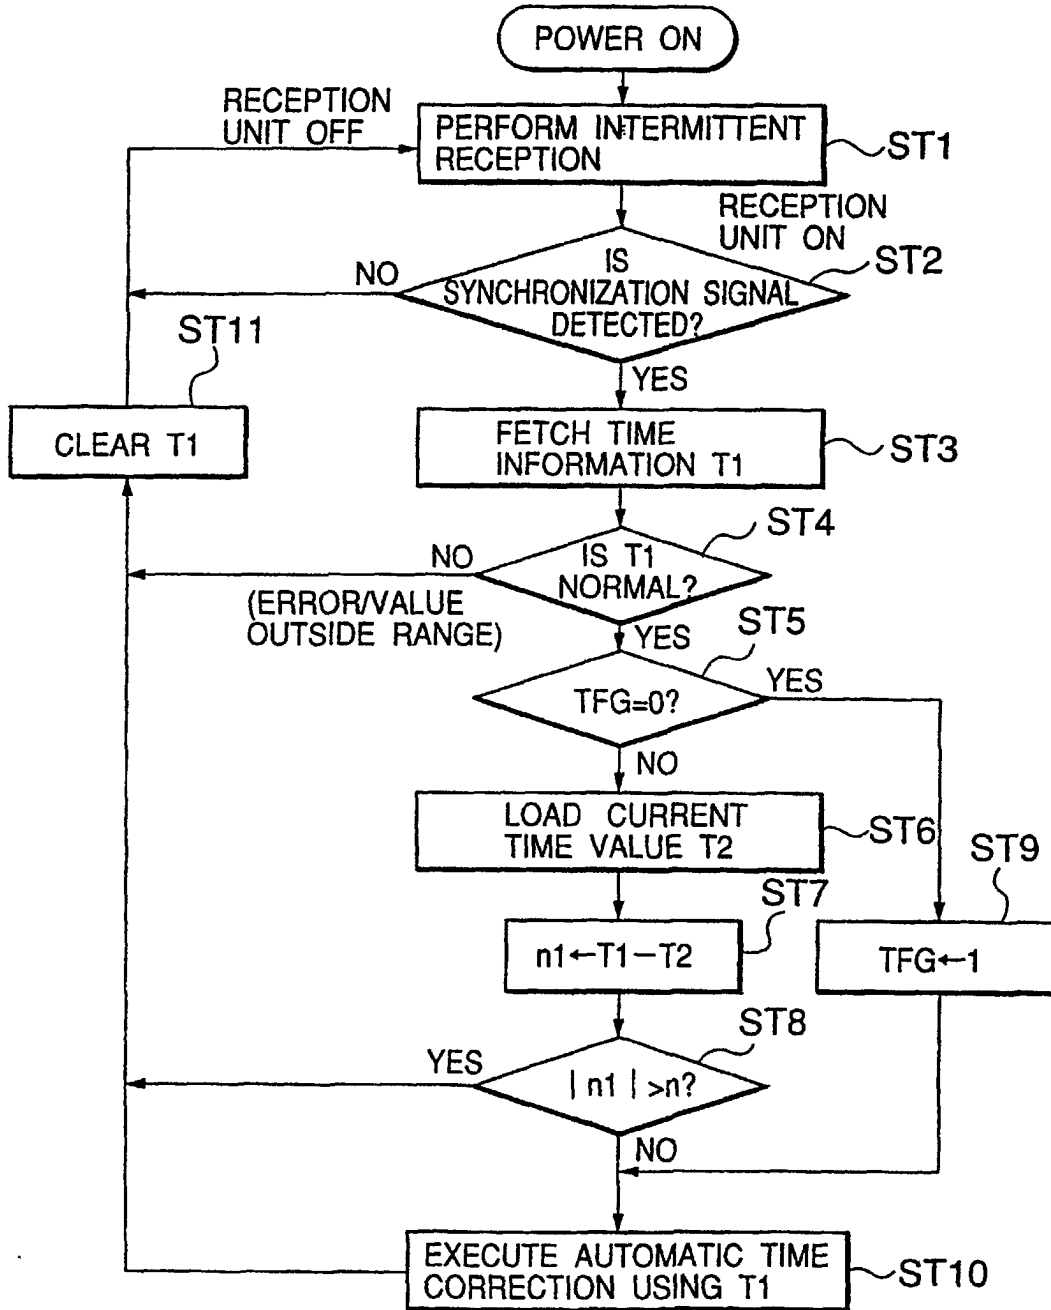 POWER ON
RECEPTION
UNIT OFF
PERFORM INTERMITTENT
RECEPTION
ST1
RECEPTION
UNIT ON
NO
IS
SYNCHRONIZATION SIGNAL
DETECTED?
ST2
ST11
YES
CLEAR T1
FETCH TIME
INFORMATION T1
ST3
ST4
NO
IS T1
NORMAL?
(ERROR/VALUE
OUTSIDE RANGE)
YES
ST5
TFG=0?
YES
NO
LOAD CURRENT
TIME VALUE T2
ST6
ST9
ST7
n1←T1−T2
TFG←1
ST8
YES
| n1 | >n?
NO
EXECUTE AUTOMATIC TIME
CORRECTION USING T1
ST10